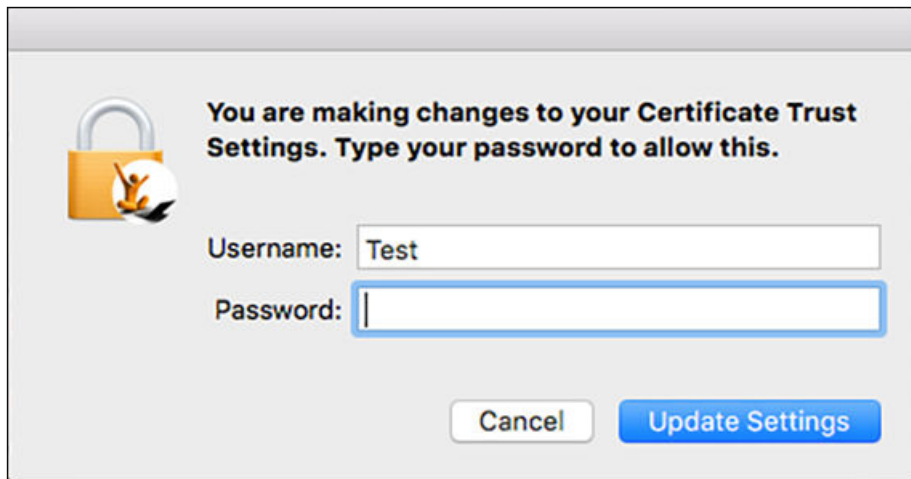 You are making changes to your Certificate Trust
Settings. Type your password to allow this.
Username: Test
Password:
Cancel Update Settings